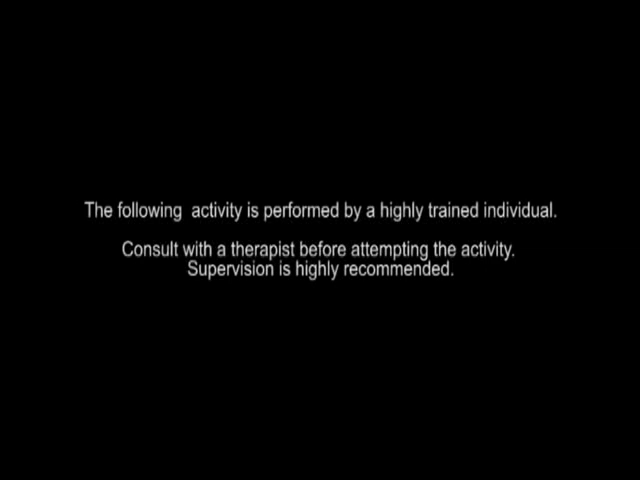 The following  activity is performed by a highly trained individual.
Consult with a therapist before attempting the activity.
Supervision is highly recommended.